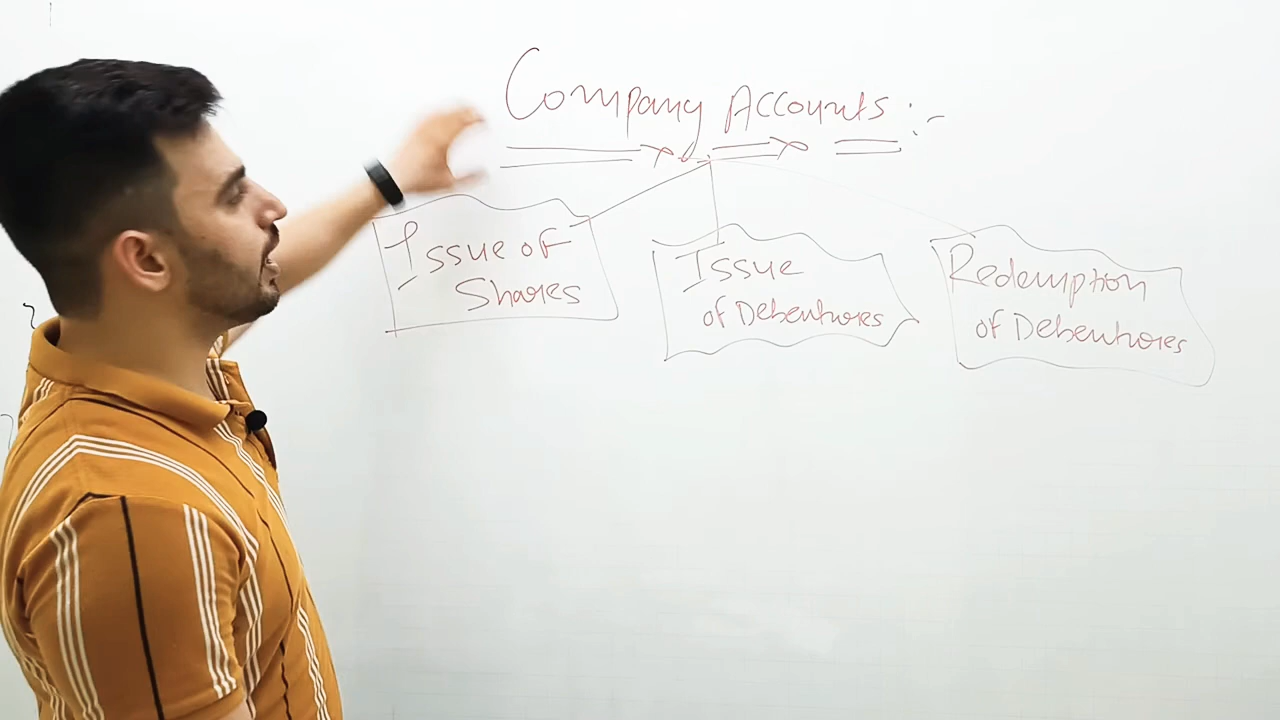 Company Accounts :-
Issue of
Shares
Issue
of Debentures
Redemption
of Debentures